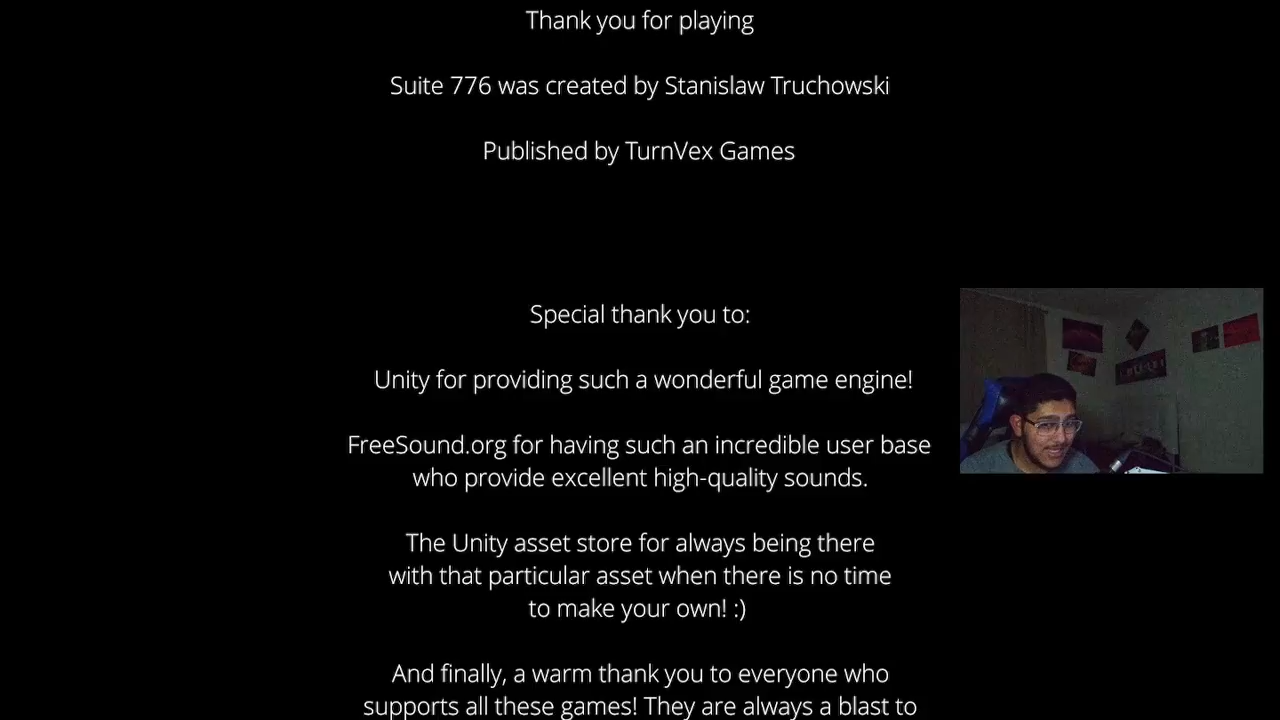 Thank you for playing
Suite 776 was created by Stanislaw Truchowski
Published by TurnVex Games
Special thank you to:
Unity for providing such a wonderful game engine!
FreeSound.org for having such an incredible user base
who provide excellent high-quality sounds.
The Unity asset store for always being there
with that particular asset when there is no time
to make your own! :)
And finally, a warm thank you to everyone who
supports all these games! They are always a blast to